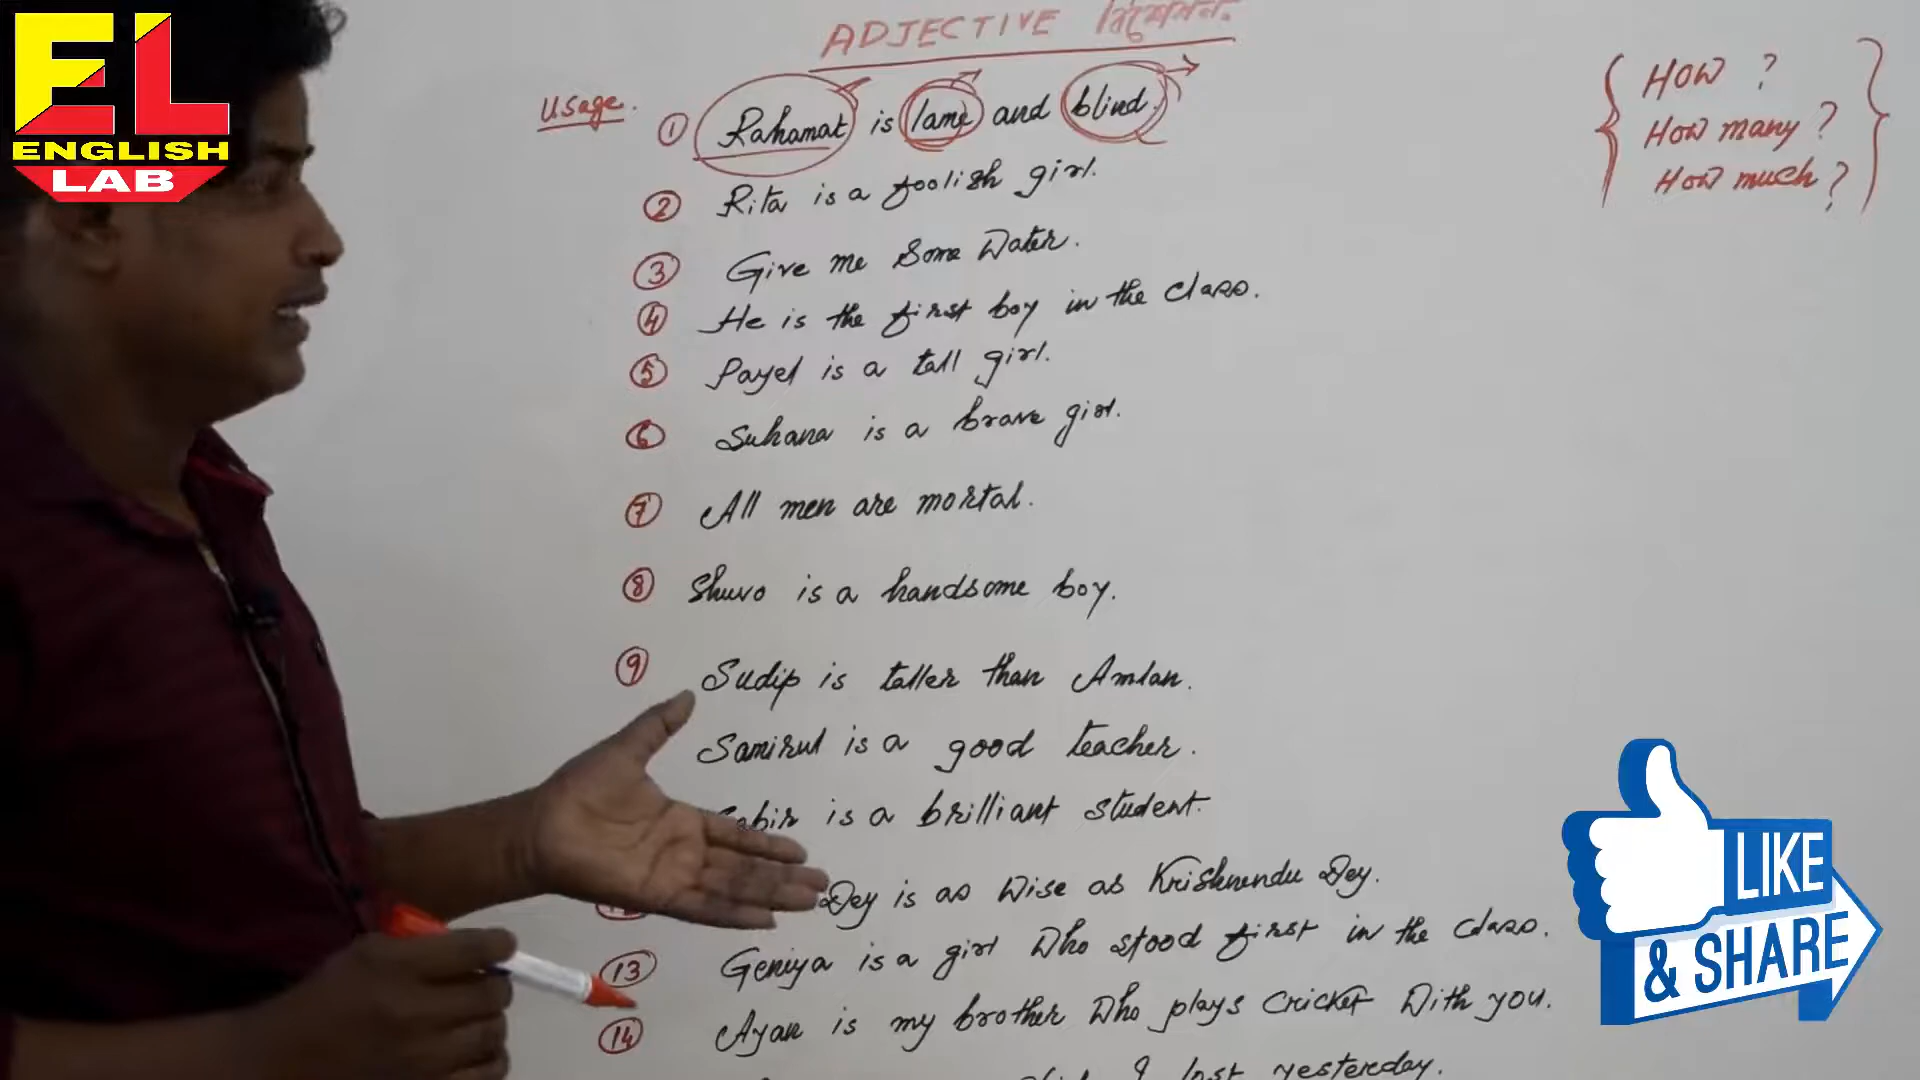 EL
ENGLISH
LAB
ADJECTIVE বিশেষণ
Usage.
① Rahamat is lame and blind.
② Rita is a foolish girl.
③ Give me some water.
④ He is the first boy in the class.
⑤ Payel is a tall girl.
⑥ Suhana is a brave girl.
⑦ All men are mortal.
⑧ Shuvo is a handsome boy.
⑨ Sudip is taller than Amlan.
Samirul is a good teacher.
is a brilliant student.
Dey is as wise as Krishnendu Dey.
⑬ Geniya is a girl who stood first in the class.
⑭ Ayan is my brother who plays cricket with you.
I lost yesterday.
HOW ?
How many ?
How much ?
LIKE
& SHARE